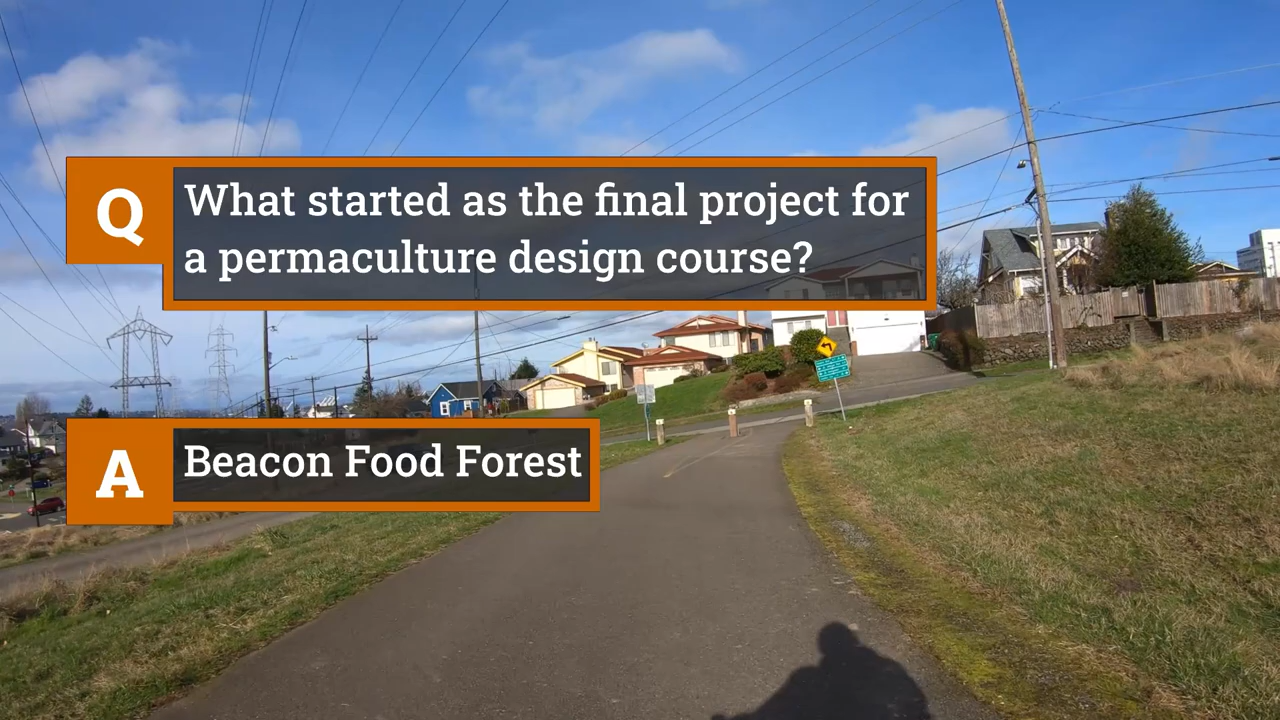 Q
What started as the final project for
a permaculture design course?
A
Beacon Food Forest